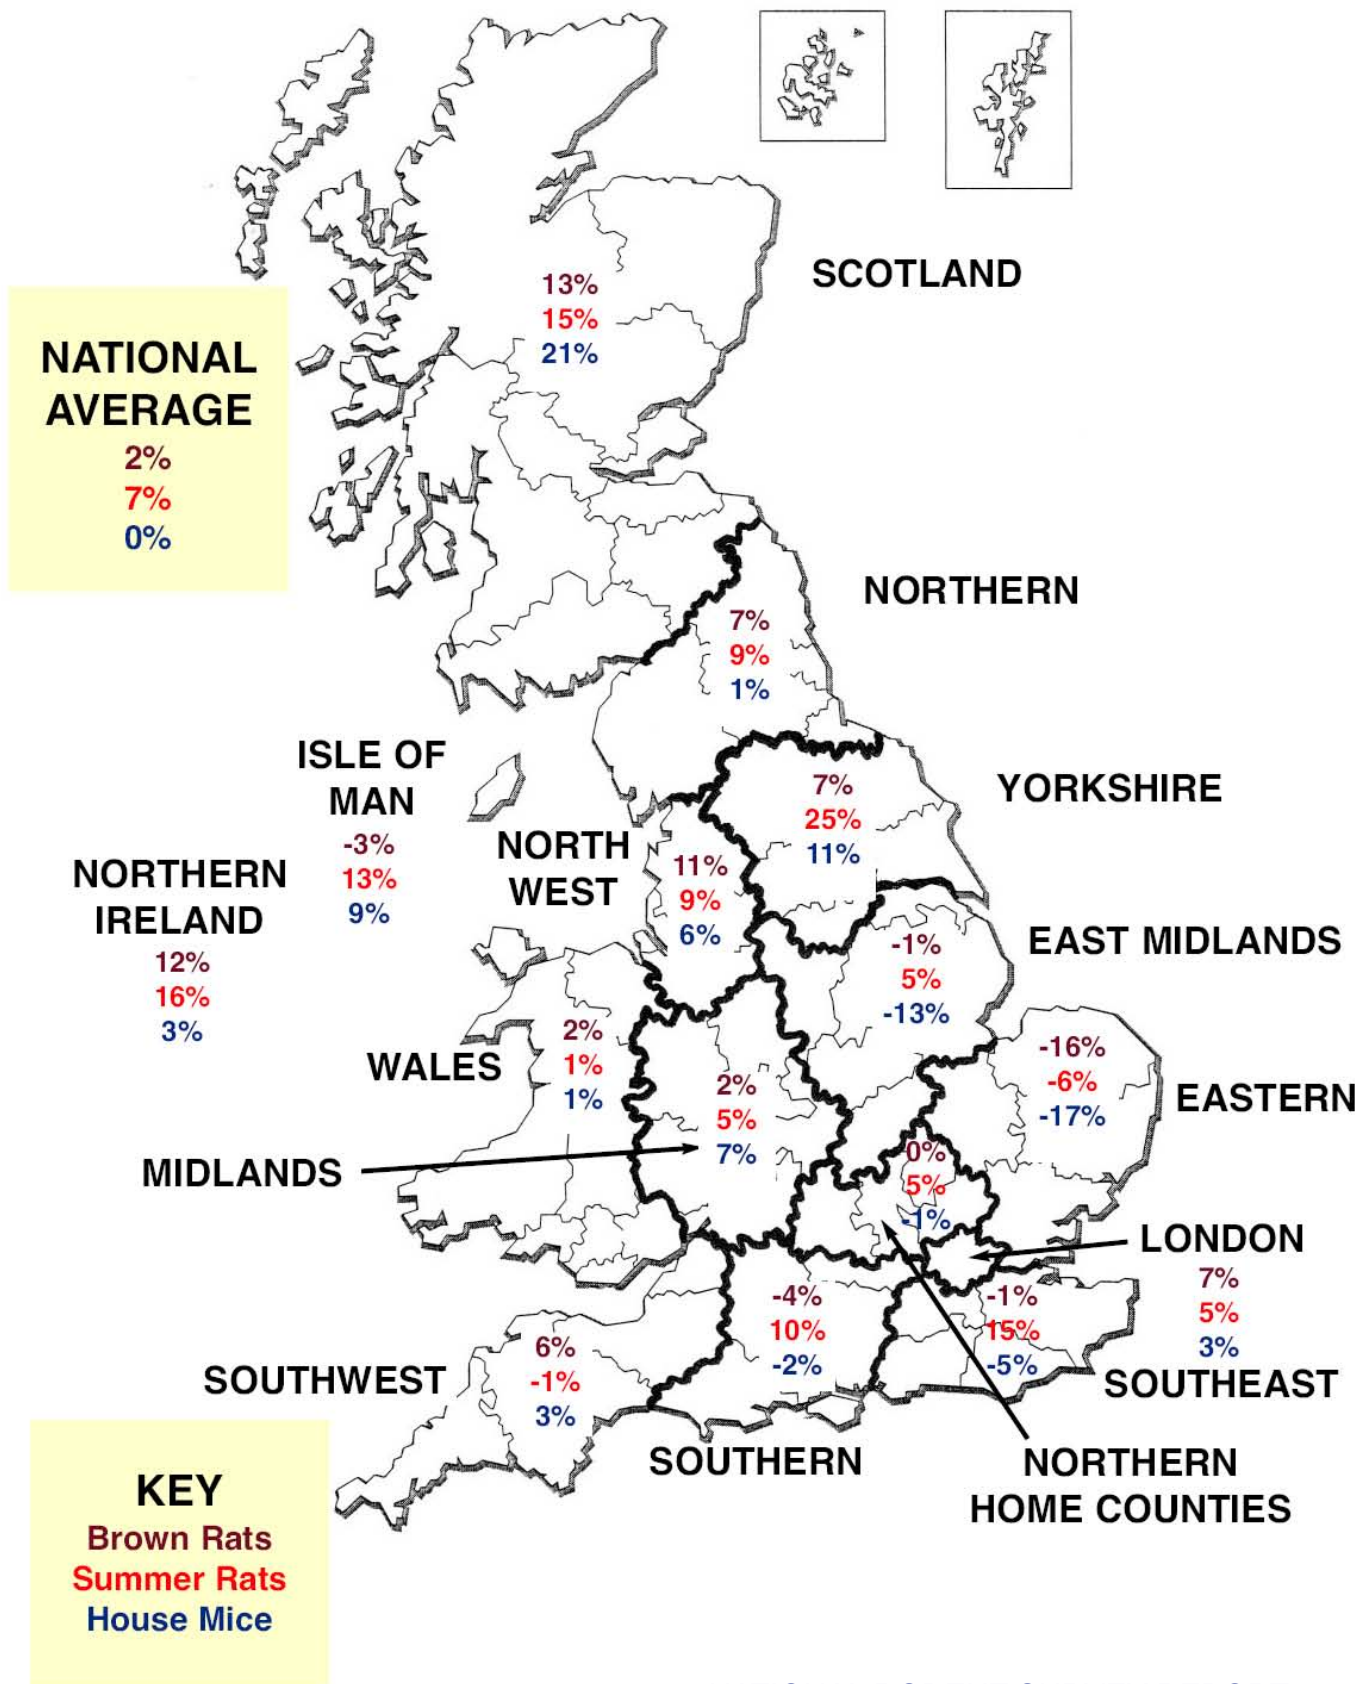 SCOTLAND
13%
15%
21%
NATIONAL
AVERAGE
2%
7%
0%
NORTHERN
7%
9%
1%
ISLE OF
MAN
-3%
13%
9%
YORKSHIRE
7%
25%
11%
NORTH
WEST
11%
9%
6%
NORTHERN
IRELAND
12%
16%
3%
EAST MIDLANDS
-1%
5%
-13%
WALES
2%
1%
1%
EASTERN
-16%
-6%
-17%
MIDLANDS
2%
5%
7%
0%
5%
-1%
LONDON
7%
5%
3%
-4%
10%
-2%
-1%
15%
-5%
SOUTHEAST
SOUTHWEST
6%
-1%
3%
SOUTHERN
NORTHERN
HOME COUNTIES
KEY
Brown Rats
Summer Rats
House Mice